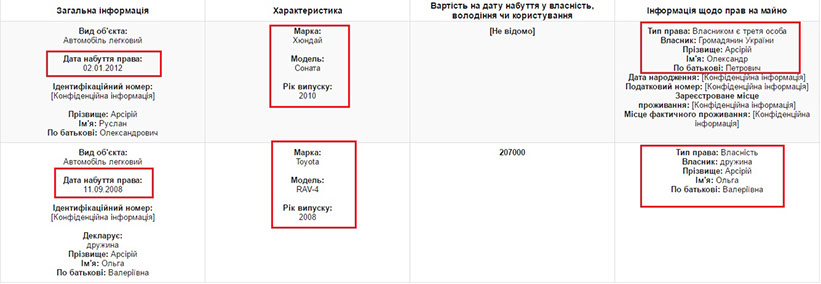 Загальна інформація
Характеристика
Вартість на дату набуття у власність,
володіння чи користування
Інформація щодо прав на майно
Вид об'єкта:
Автомобіль легковий
Дата набуття права:
02.01.2012
Ідентифікаційний номер:
[Конфіденційна інформація]
Прізвище: Арсірій
Ім'я: Руслан
По батькові: Олександрович
Марка:
Хюндай
Модель:
Соната
Рік випуску:
2010
[Не відомо]
Тип права: Власником є третя особа
Власник: Громадянин України
Прізвище: Арсірій
Ім'я: Олександр
По батькові: Петрович
Дата народження: [Конфіденційна інформація]
Податковий номер: [Конфіденційна інформація]
Зареєстроване місце
проживання: [Конфіденційна інформація]
Місце фактичного проживання: [Конфіденційна
інформація]
Вид об'єкта:
Автомобіль легковий
Дата набуття права:
11.09.2008
Ідентифікаційний номер:
[Конфіденційна інформація]
Декларує:
дружина
Прізвище: Арсірій
Ім'я: Ольга
По батькові: Валеріївна
Марка:
Toyota
Модель:
RAV-4
Рік випуску:
2008
207000
Тип права: Власність
Власник: дружина
Прізвище: Арсірій
Ім'я: Ольга
По батькові: Валеріївна